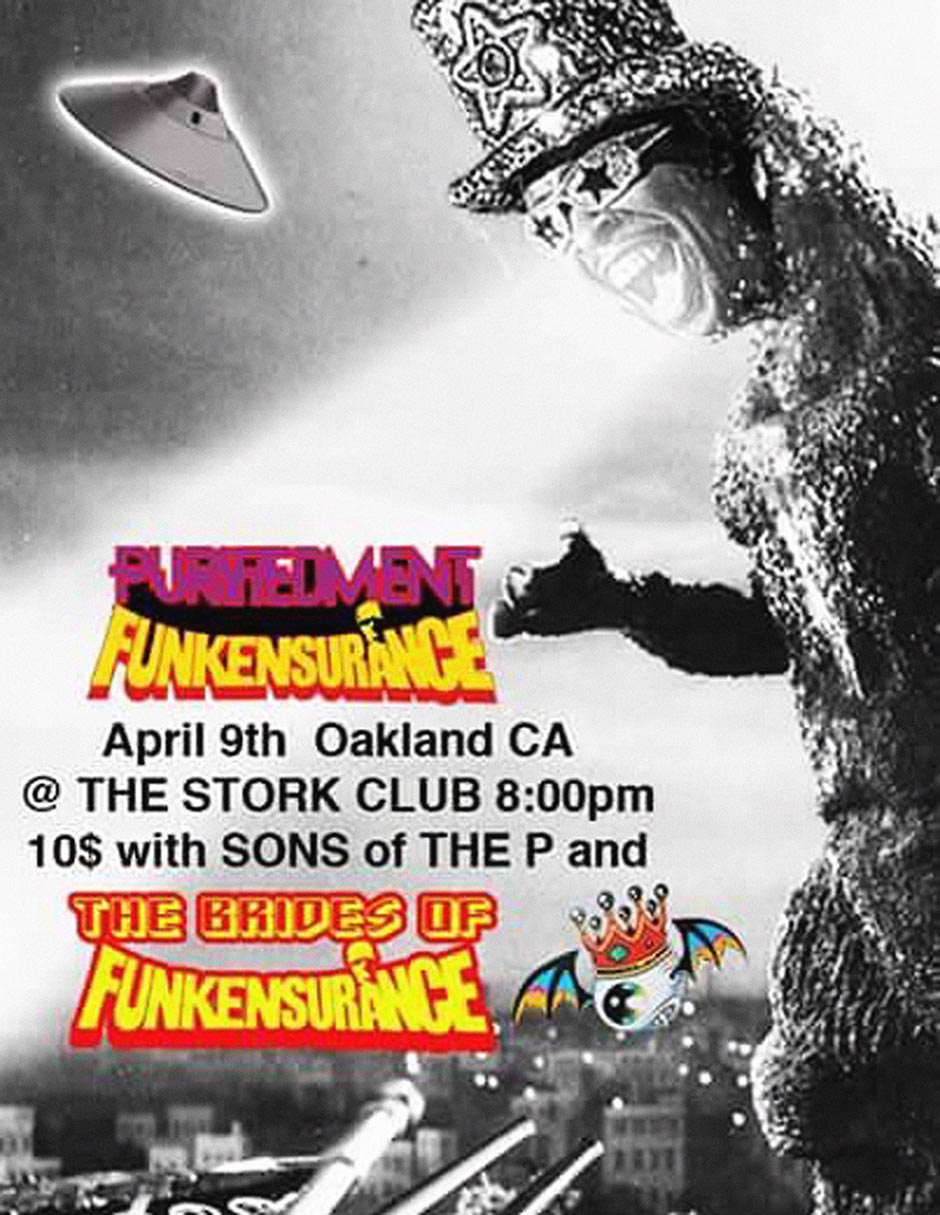 PURIFIEDMENT
FUNKENSURANCE
April 9th Oakland CA
@ THE STORK CLUB 8:00pm
10$ with SONS of THE P and
THE BRIDES OF
FUNKENSURANCE